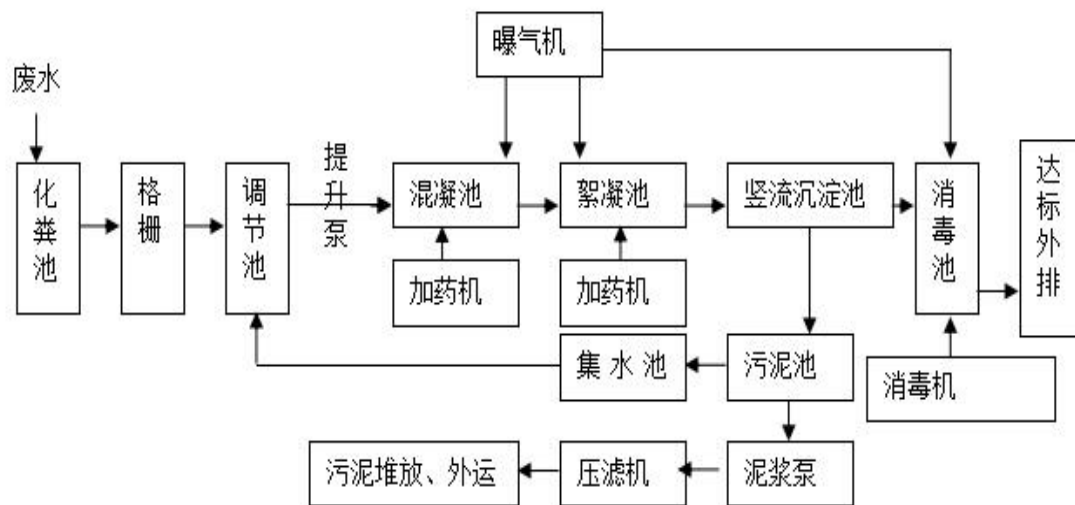 曝气机
废水
化粪池
格栅
调节池
提升泵
混凝池
絮凝池
竖流沉淀池
消毒池
达标外排
加药机
加药机
集水池
污泥池
消毒机
污泥堆放、外运
压滤机
泥浆泵